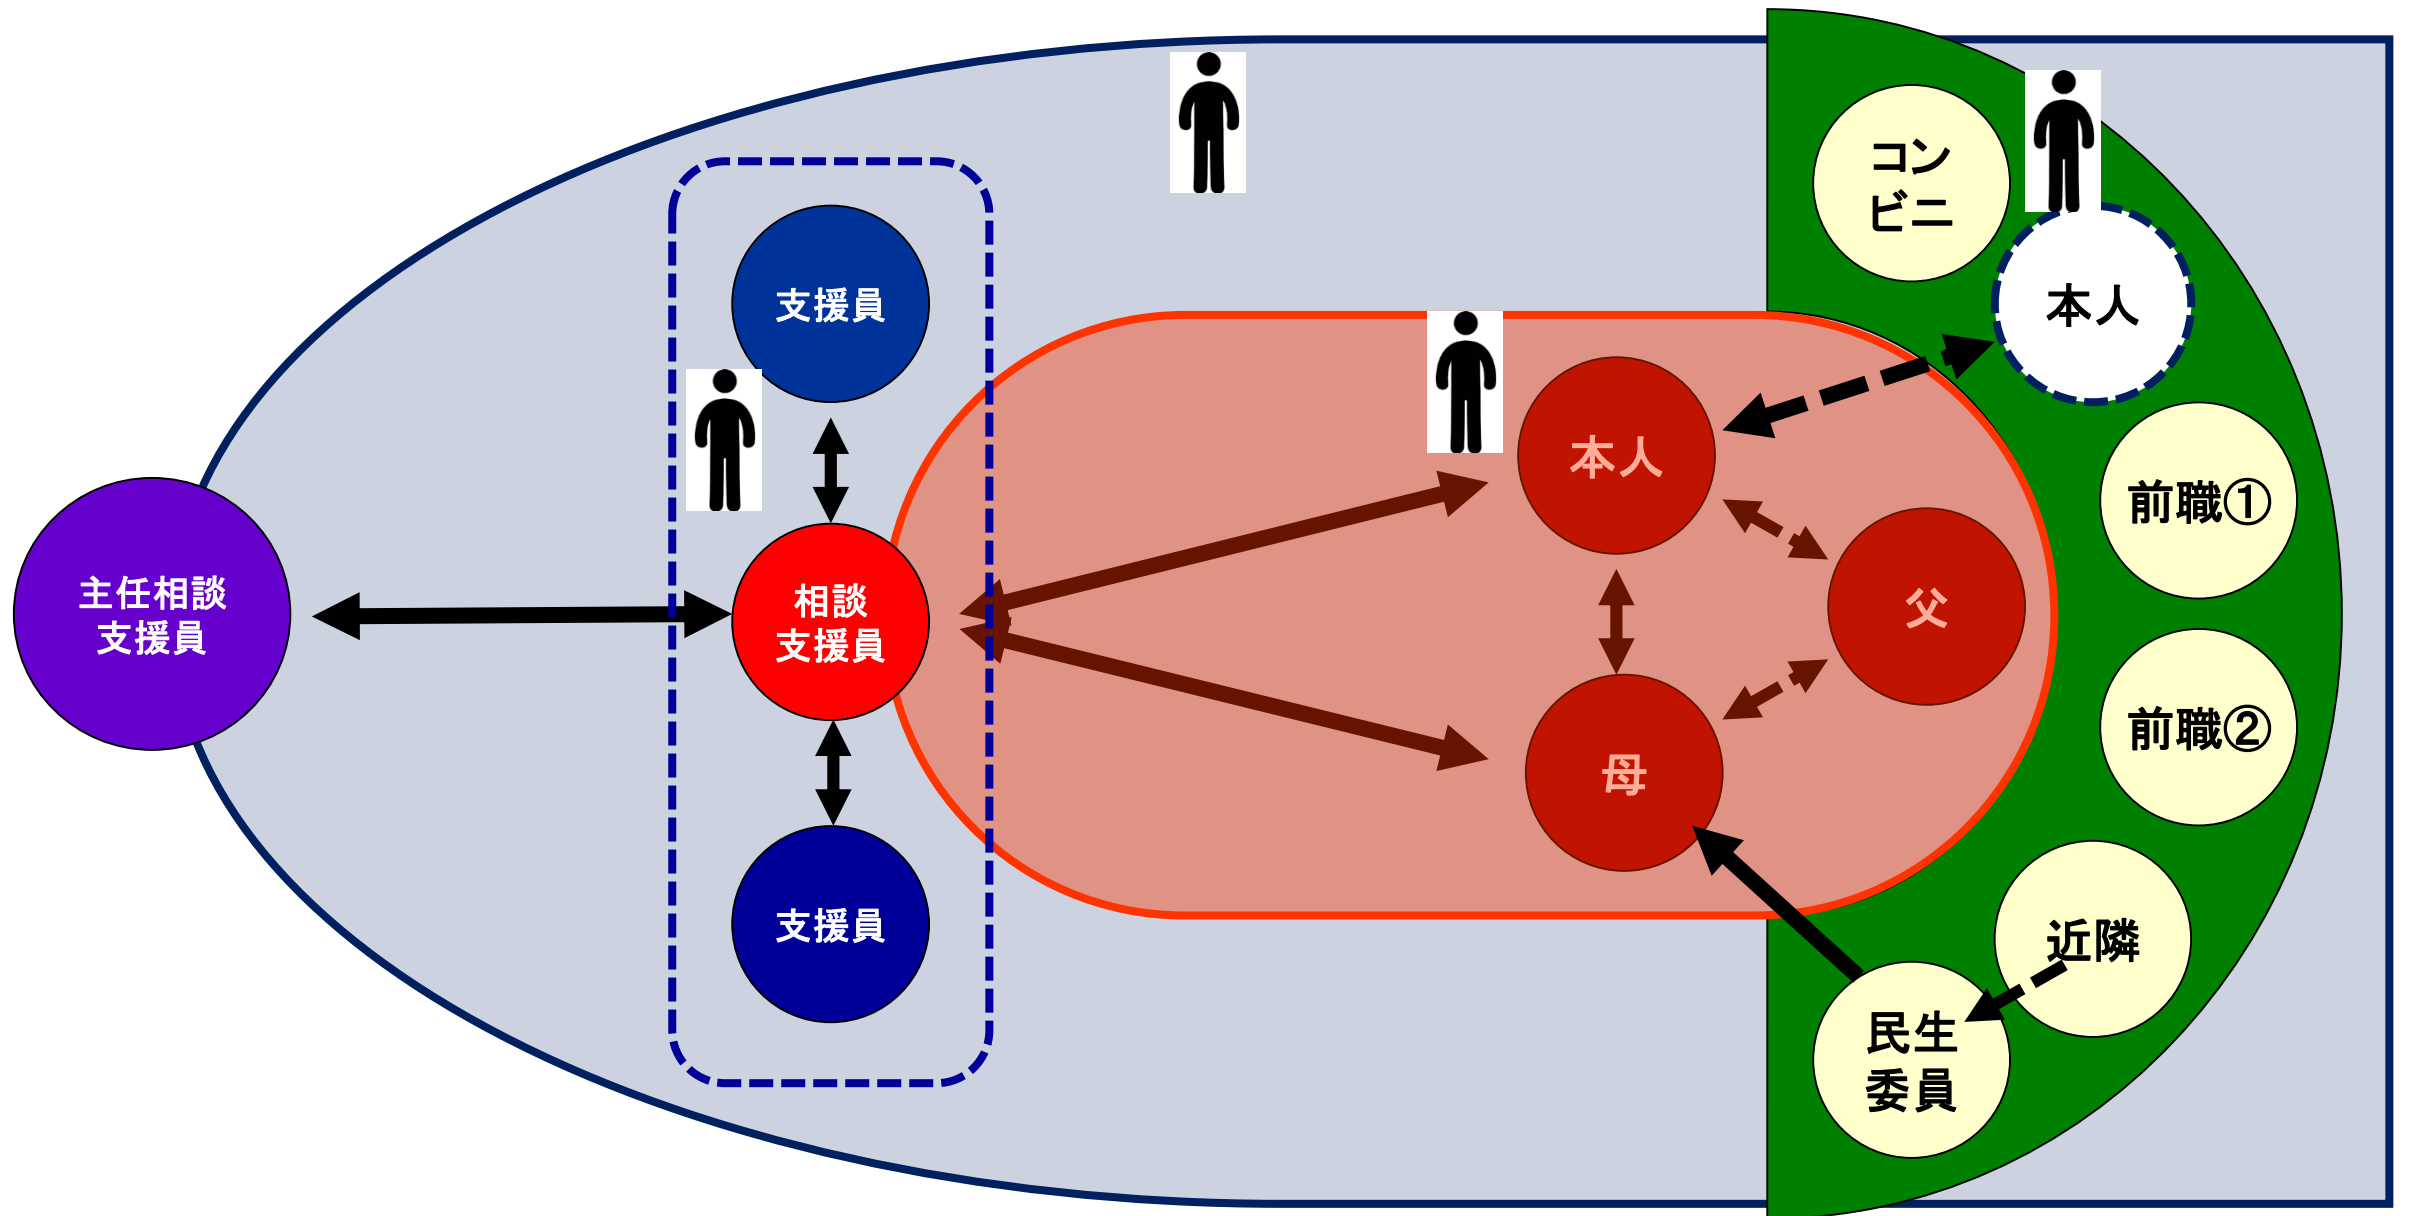 コン
ビニ
本人
支援員
本人
前職①
主任相談
支援員
相談
支援員
父
前職②
母
支援員
近隣
民生
委員